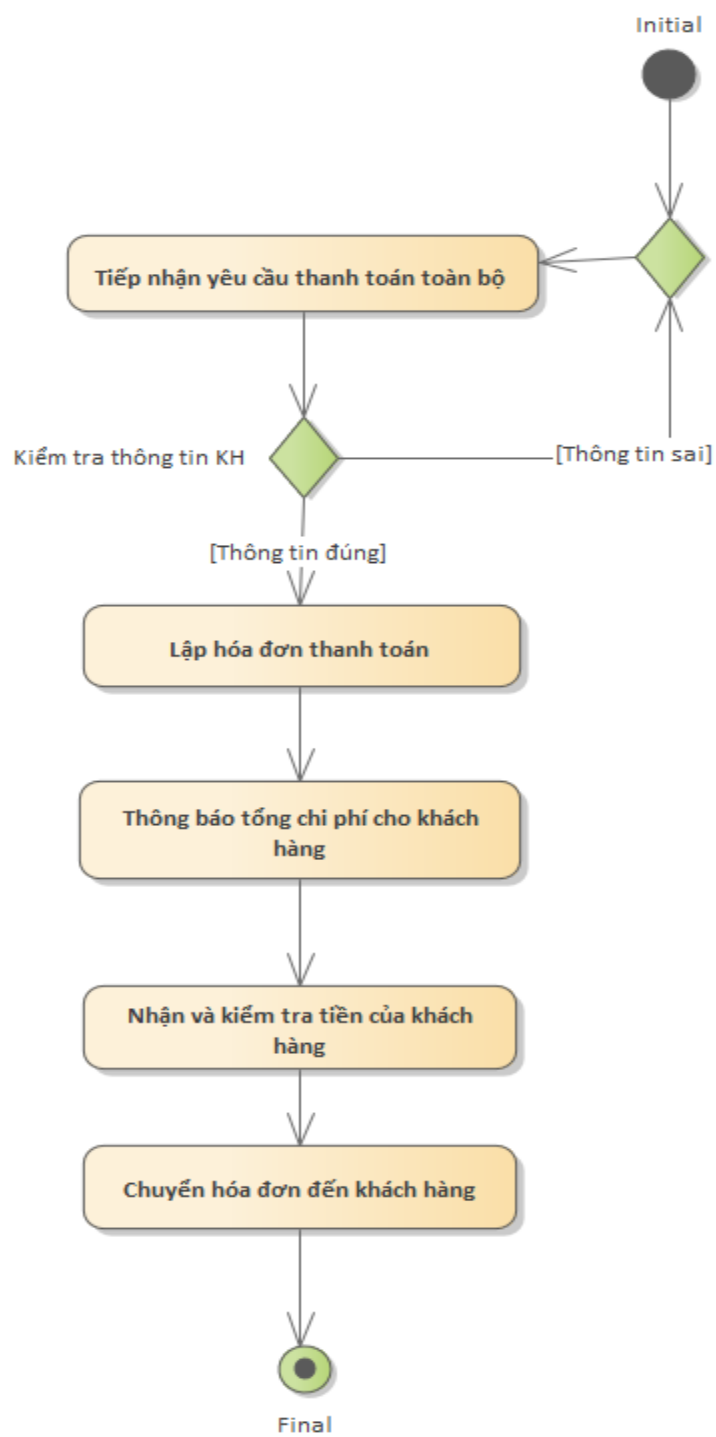 Initial
Tiếp nhận yêu cầu thanh toán toàn bộ
Kiểm tra thông tin KH
[Thông tin sai]
[Thông tin đúng]
Lập hóa đơn thanh toán
Thông báo tổng chi phí cho khách
hàng
Nhận và kiểm tra tiền của khách
hàng
Chuyển hóa đơn đến khách hàng
Final